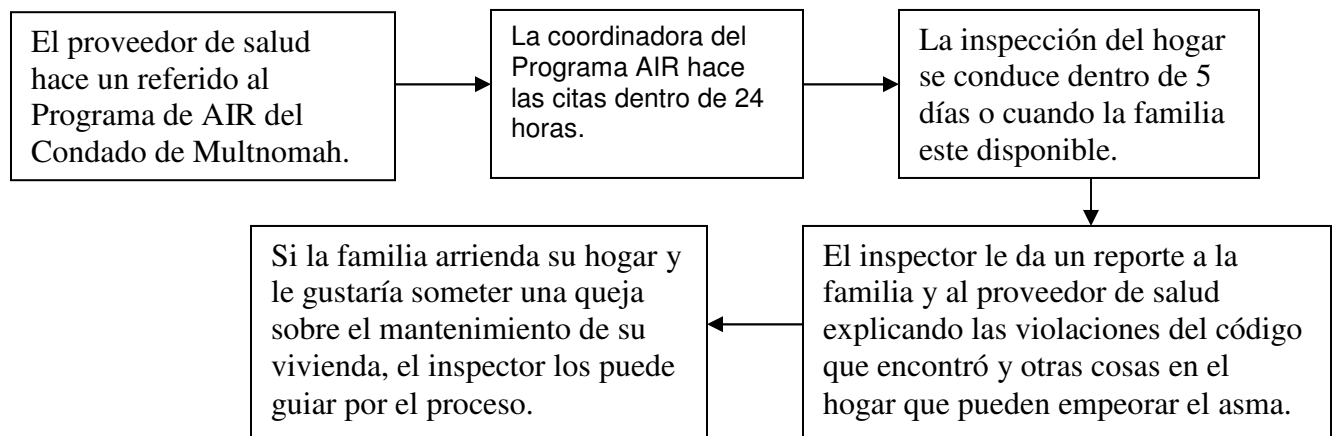 El proveedor de salud
hace un referido al
Programa de AIR del
Condado de Multnomah.
La coordinadora del
Programa AIR hace
las citas dentro de 24
horas.
La inspección del hogar
se conduce dentro de 5
días o cuando la familia
este disponible.
El inspector le da un reporte a la
familia y al proveedor de salud
explicando las violaciones del código
que encontró y otras cosas en el
hogar que pueden empeorar el asma.
Si la familia arrienda su hogar y
le gustaría someter una queja
sobre el mantenimiento de su
vivienda, el inspector los puede
guiar por el proceso.